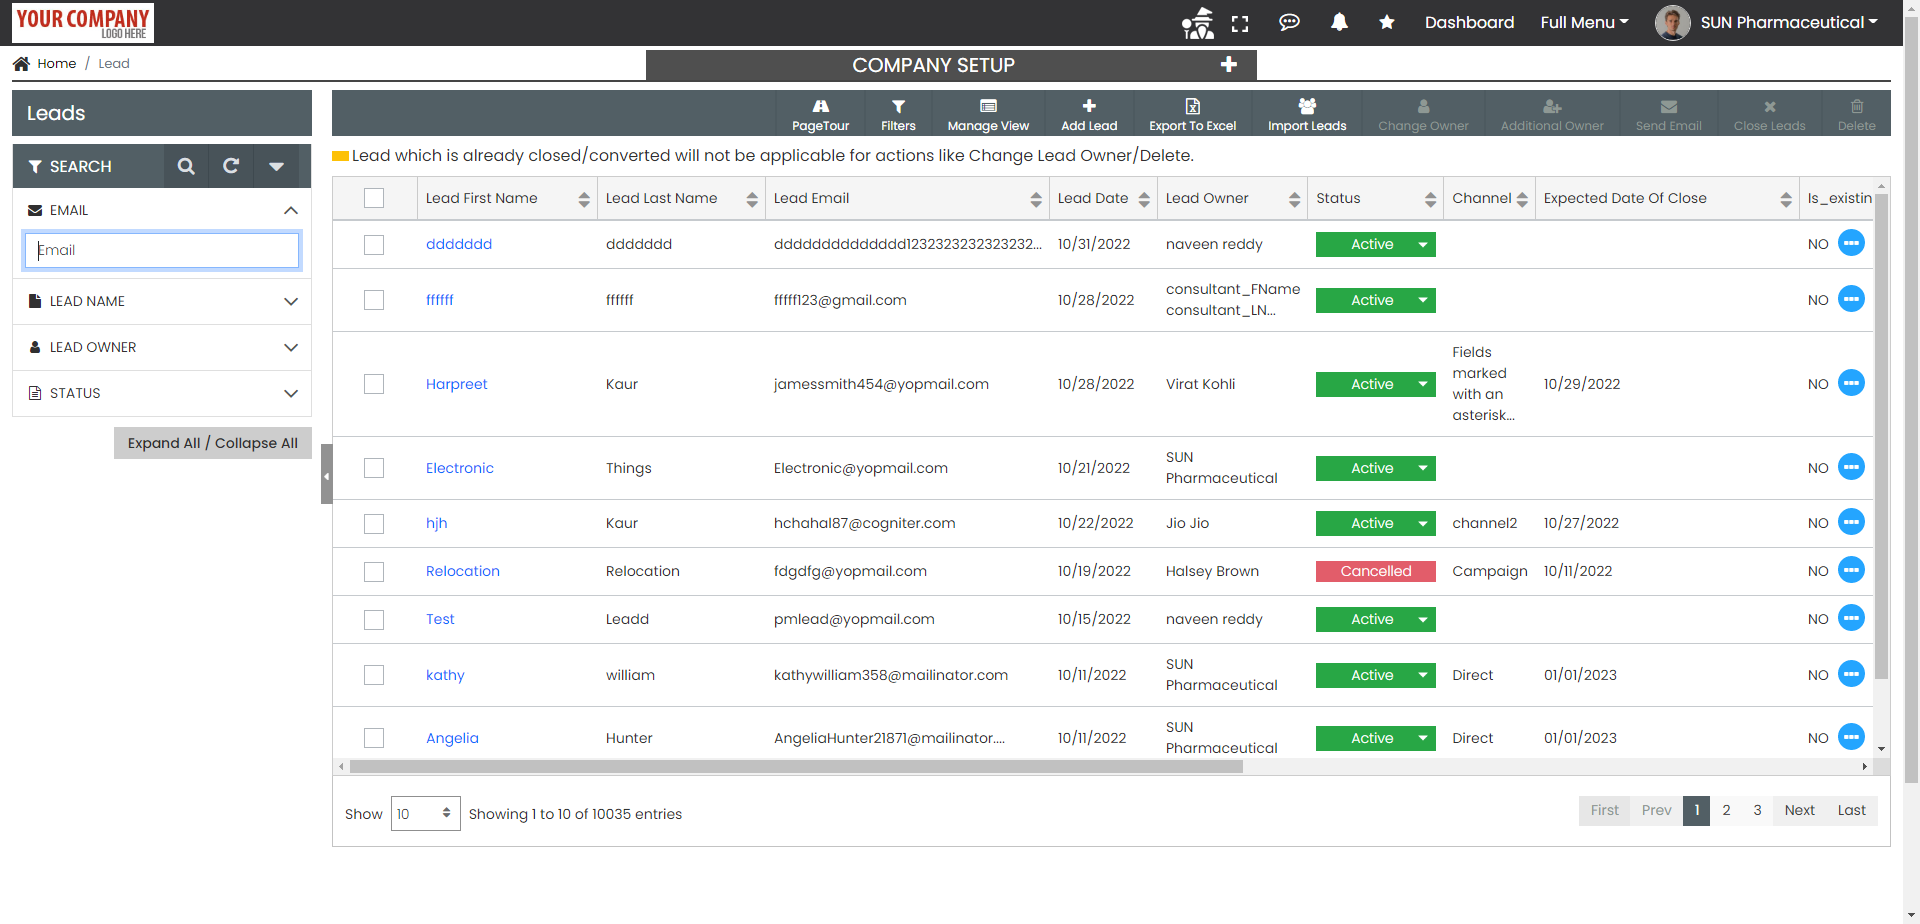 YOUR COMPANY
LOGO HERE
Dashboard
Full Menu
SUN Pharmaceutical
Home / Lead
COMPANY SETUP
Leads
PageTour
Filters
Manage View
Add Lead
Export To Excel
Import Leads
Change Owner
Additional Owner
Send Email
Close Leads
Delete
SEARCH
EMAIL
Email
LEAD NAME
LEAD OWNER
STATUS
Expand All / Collapse All
Lead which is already closed/converted will not be applicable for actions like Change Lead Owner/Delete.
Lead First Name Lead Last Name Lead Email Lead Date Lead Owner Status Channel Expected Date Of Close Is_existin
ddddddd ddddddd dddddddddddddd1232323232323232... 10/31/2022 naveen reddy Active NO
ffffff ffffff fffff123@gmail.com 10/28/2022 consultant_FName consultant_LN... Active NO
Harpreet Kaur jamessmith454@yopmail.com 10/28/2022 Virat Kohli Active Fields marked with an asterisk... 10/29/2022 NO
Electronic Things Electronic@yopmail.com 10/21/2022 SUN Pharmaceutical Active NO
hjh Kaur hchahal87@cogniter.com 10/22/2022 Jio Jio Active channel2 10/27/2022 NO
Relocation Relocation fdgdfg@yopmail.com 10/19/2022 Halsey Brown Cancelled Campaign 10/11/2022 NO
Test Leadd pmlead@yopmail.com 10/15/2022 naveen reddy Active NO
kathy william kathywilliam358@mailinator.com 10/11/2022 SUN Pharmaceutical Active Direct 01/01/2023 NO
Angelia Hunter AngeliaHunter21871@mailinator.... 10/11/2022 SUN Pharmaceutical Active Direct 01/01/2023 NO
Show 10 Showing 1 to 10 of 10035 entries
First Prev 1 2 3 Next Last